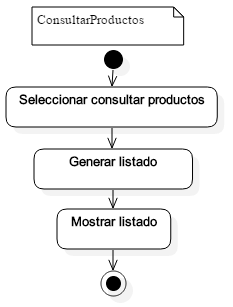 ConsultarProductos
Seleccionar consultar productos
Generar listado
Mostrar listado